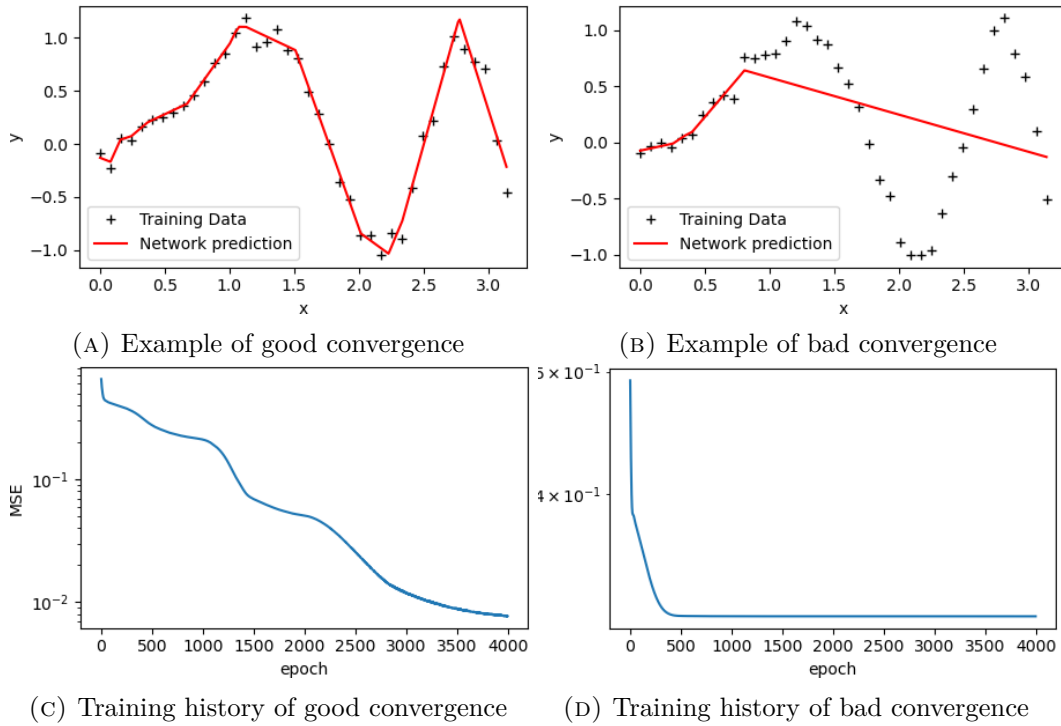 1.0
0.5
0.0
−0.5
−1.0
y
Training Data
Network prediction
0.0 0.5 1.0 1.5 2.0 2.5 3.0
x
(A) Example of good convergence
1.0
0.5
0.0
−0.5
−1.0
y
Training Data
Network prediction
0.0 0.5 1.0 1.5 2.0 2.5 3.0
x
(B) Example of bad convergence
10⁻¹
10⁻²
MSE
0 500 1000 1500 2000 2500 3000 3500 4000
epoch
(C) Training history of good convergence
5 × 10⁻¹
4 × 10⁻¹
0 500 1000 1500 2000 2500 3000 3500 4000
epoch
(D) Training history of bad convergence